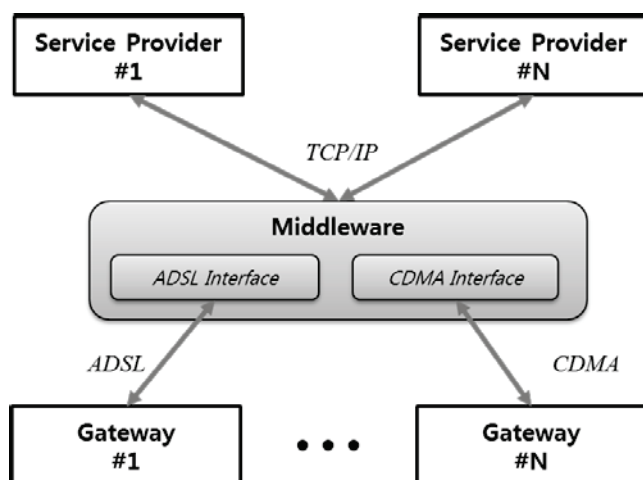 Service Provider
#1
Service Provider
#N
TCP/IP
Middleware
ADSL Interface
CDMA Interface
ADSL
CDMA
Gateway
#1
• • •
Gateway
#N